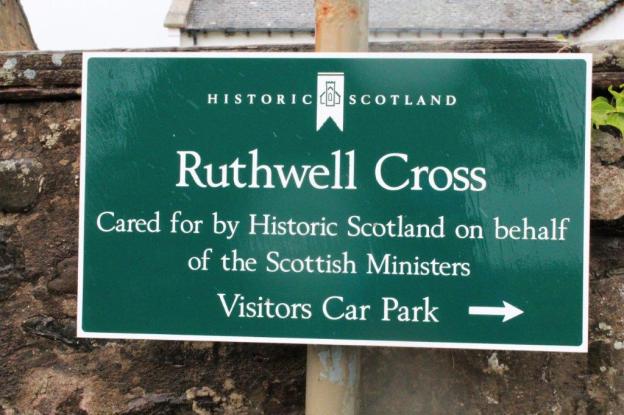 HISTORIC SCOTLAND
Ruthwell Cross
Cared for by Historic Scotland on behalf
of the Scottish Ministers
Visitors Car Park